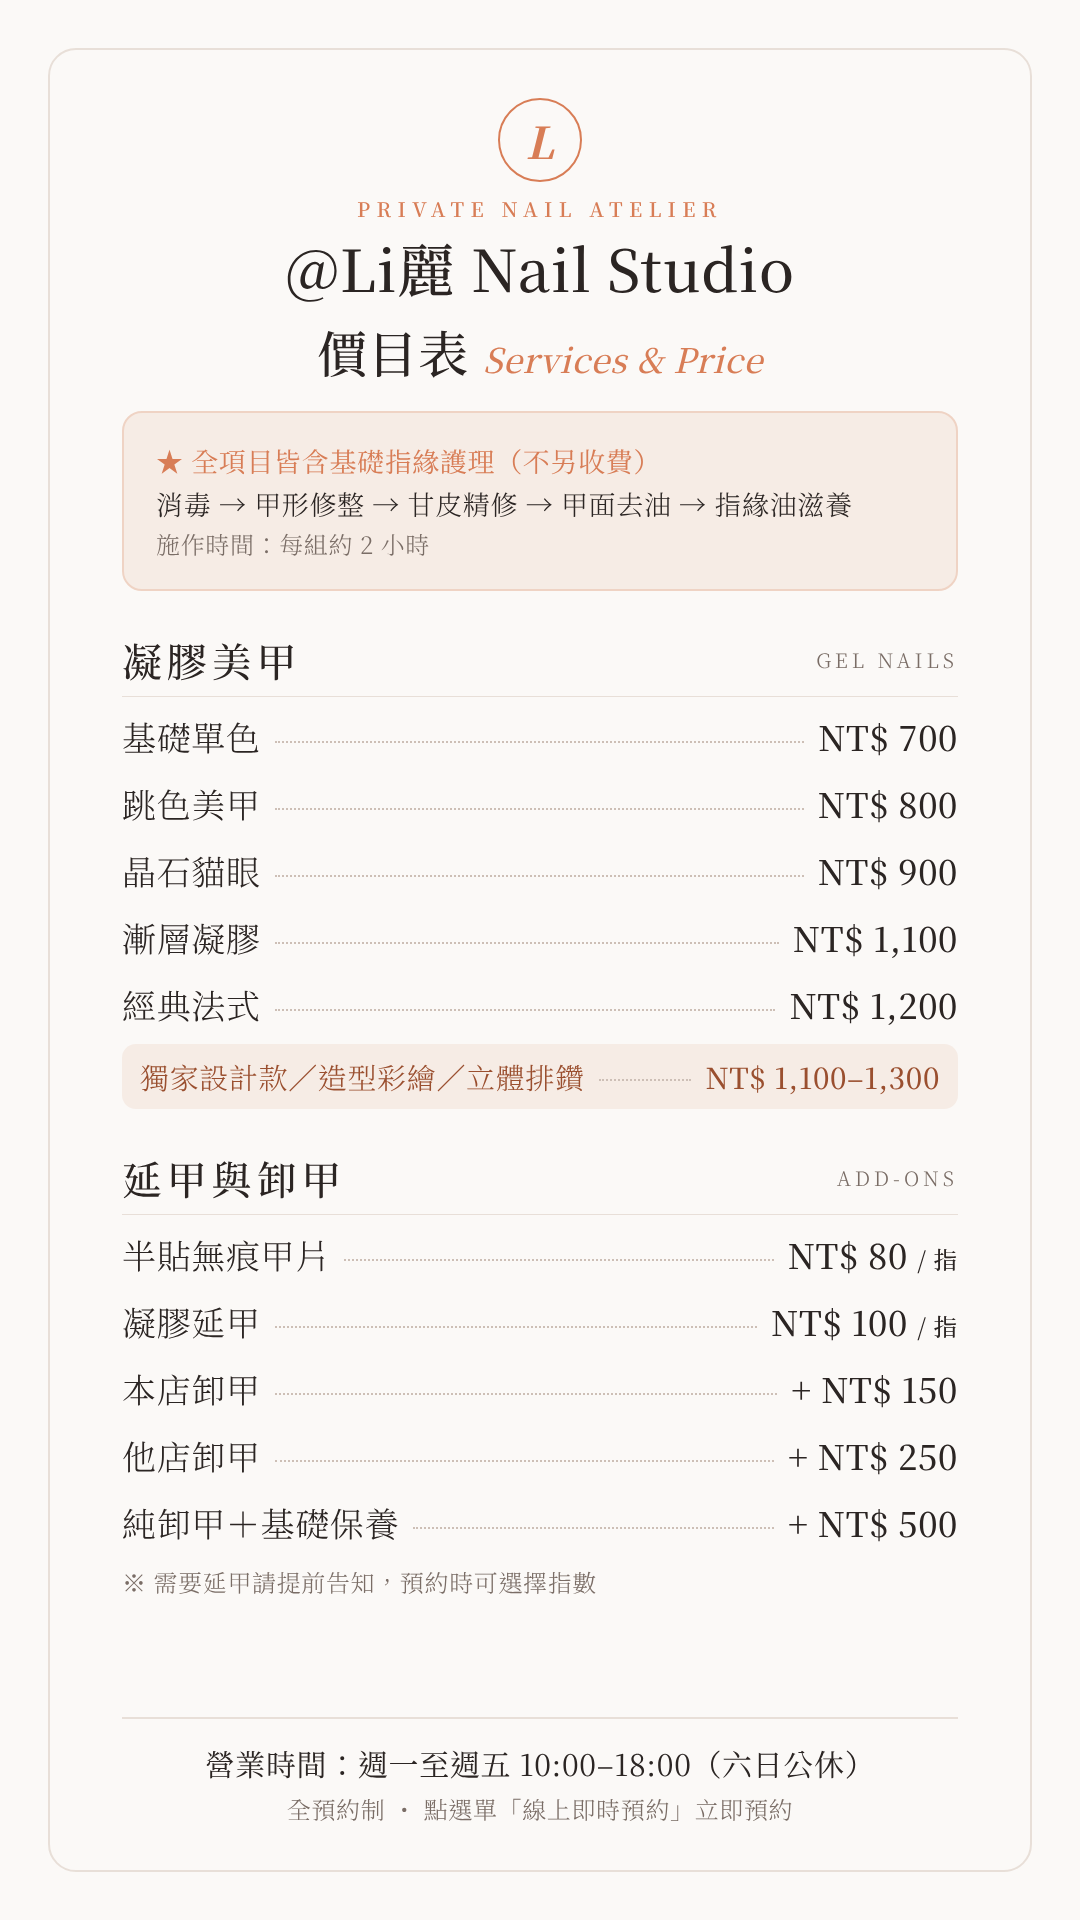 L
PRIVATE NAIL ATELIER
@Li麗 Nail Studio
價目表 Services & Price
★ 全項目皆含基礎指緣護理（不另收費）
消毒 → 甲形修整 → 甘皮精修 → 甲面去油 → 指緣油滋養
施作時間：每組約 2 小時
凝膠美甲 GEL NAILS
基礎單色 NT$ 700
跳色美甲 NT$ 800
晶石貓眼 NT$ 900
漸層凝膠 NT$ 1,100
經典法式 NT$ 1,200
獨家設計款／造型彩繪／立體排鑽 NT$ 1,100–1,300
延甲與卸甲 ADD-ONS
半貼無痕甲片 NT$ 80 / 指
凝膠延甲 NT$ 100 / 指
本店卸甲 + NT$ 150
他店卸甲 + NT$ 250
純卸甲＋基礎保養 + NT$ 500
※ 需要延甲請提前告知，預約時可選擇指數
營業時間：週一至週五 10:00–18:00（六日公休）
全預約制 ・ 點選單「線上即時預約」立即預約